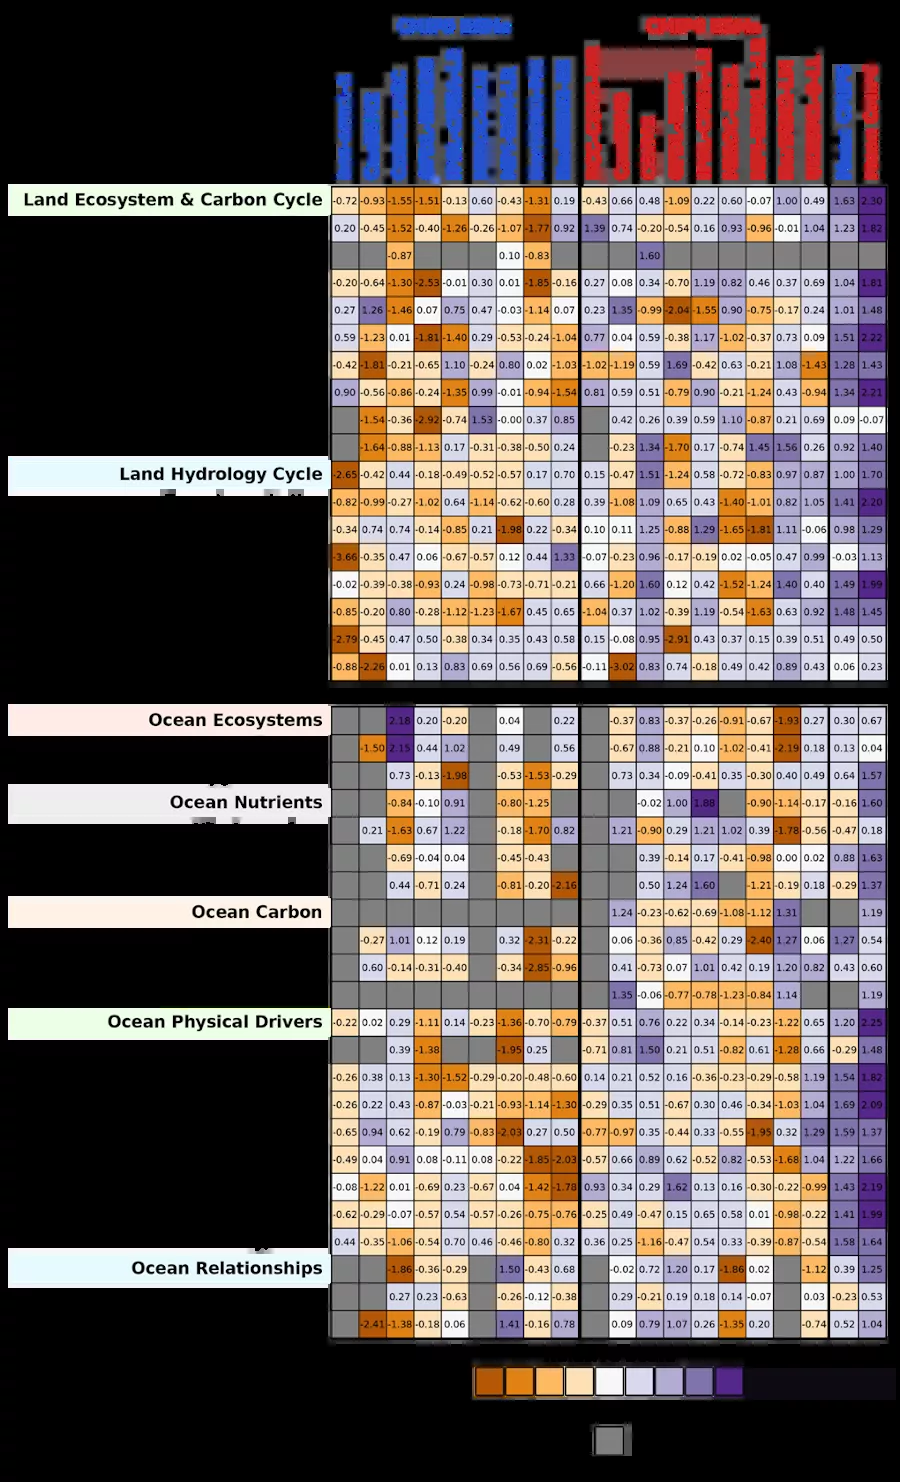 Land Ecosystem & Carbon Cycle -0.72 -0.93 -1.55 -1.51 -0.13 0.60 -0.43 -1.31 0.19 -0.43 0.66 0.48 -1.09 0.22 0.60 -0.07 1.00 0.49 1.63 2.30
0.20 -0.45 -1.52 -0.40 -1.26 -0.26 -1.07 -1.77 0.92 1.39 0.74 -0.20 -0.54 0.16 0.93 -0.96 -0.01 1.04 1.23 1.82
-0.87 0.10 -0.83 1.60
-0.20 -0.64 -1.30 -2.53 -0.01 0.30 0.01 -1.85 -0.16 0.27 0.08 0.34 -0.70 1.19 0.82 0.46 0.37 0.69 1.04 1.81
0.27 1.26 -1.46 0.07 0.75 0.47 -0.03 -1.14 0.07 0.23 1.35 -0.99 -2.04 -1.55 0.90 -0.75 -0.17 0.24 1.01 1.48
0.59 -1.23 0.01 -1.81 -1.40 0.29 -0.53 -0.24 -1.04 0.77 0.04 0.59 -0.38 1.17 -1.02 -0.37 0.73 0.09 1.51 2.22
-0.42 -1.81 -0.21 -0.65 1.10 -0.24 0.80 0.02 -1.03 -1.02 -1.19 0.59 1.69 -0.42 0.63 -0.21 1.08 -1.43 1.28 1.43
0.90 -0.56 -0.86 -0.24 -1.35 0.99 -0.01 -0.94 -1.54 0.81 0.59 0.51 -0.79 0.90 -0.21 -1.24 0.43 -0.94 1.34 2.21
-1.54 -0.36 -2.92 -0.74 1.53 -0.00 0.37 0.85 0.42 0.26 0.39 0.59 1.10 -0.87 0.21 0.69 0.09 -0.07
-1.64 -0.88 -1.13 0.17 -0.31 -0.38 -0.50 0.24 -0.23 1.34 -1.70 0.17 -0.74 1.45 1.56 0.26 0.92 1.40
Land Hydrology Cycle -2.65 -0.42 0.44 -0.18 -0.49 -0.52 -0.57 0.17 0.70 0.15 -0.47 1.51 -1.24 0.58 -0.72 -0.83 0.97 0.87 1.00 1.70
-0.82 -0.99 -0.27 -1.02 0.64 -1.14 -0.62 -0.60 0.28 0.39 -1.08 1.09 0.65 0.43 -1.40 -1.01 0.82 1.05 1.41 2.20
-0.34 0.74 0.74 -0.14 -0.85 0.21 -1.98 0.22 -0.34 0.10 0.11 1.25 -0.88 1.29 -1.65 -1.81 1.11 -0.06 0.98 1.29
-3.66 -0.35 0.47 0.06 -0.67 -0.57 0.12 0.44 1.33 -0.07 -0.23 0.96 -0.17 -0.19 0.02 -0.05 0.47 0.99 -0.03 1.13
-0.02 -0.39 -0.38 -0.93 0.24 -0.98 -0.73 -0.71 -0.21 0.66 -1.20 1.60 0.12 0.42 -1.52 -1.24 1.40 0.40 1.49 1.99
-0.85 -0.20 0.80 -0.28 -1.12 -1.23 -1.67 0.45 0.65 -1.04 0.37 1.02 -0.39 1.19 -0.54 -1.63 0.63 0.92 1.48 1.45
-2.79 -0.45 0.47 0.50 -0.38 0.34 0.35 0.43 0.58 0.15 -0.08 0.95 -2.91 0.43 0.37 0.15 0.39 0.51 0.49 0.50
-0.88 -2.26 0.01 0.13 0.83 0.69 0.56 0.69 -0.56 -0.11 -3.02 0.83 0.74 -0.18 0.49 0.42 0.89 0.43 0.06 0.23
Ocean Ecosystems 2.18 0.20 -0.20 0.04 0.22 -0.37 0.83 -0.37 -0.26 -0.91 -0.67 -1.93 0.27 0.30 0.67
-1.50 2.15 0.44 1.02 0.49 0.56 -0.67 0.88 -0.21 0.10 -1.02 -0.41 -2.19 0.18 0.13 0.04
0.73 -0.13 -1.98 -0.53 -1.53 -0.29 0.73 0.34 -0.09 -0.41 0.35 -0.30 0.40 0.49 0.64 1.57
Ocean Nutrients -0.84 -0.10 0.91 -0.80 -1.25 -0.02 1.00 1.88 -0.90 -1.14 -0.17 -0.16 1.60
0.21 -1.63 0.67 1.22 -0.18 -1.70 0.82 1.21 -0.90 0.29 1.21 1.02 0.39 -1.78 -0.56 -0.47 0.18
-0.69 -0.04 0.04 -0.45 -0.43 0.39 -0.14 0.17 -0.41 -0.98 0.00 0.02 0.88 1.63
0.44 -0.71 0.24 -0.81 -0.20 -2.16 0.50 1.24 1.60 -1.21 -0.19 0.18 -0.29 1.37
Ocean Carbon 1.24 -0.23 -0.62 -0.69 -1.08 -1.12 1.31 1.19
-0.27 1.01 0.12 0.19 0.32 -2.31 -0.22 0.06 -0.36 0.85 -0.42 0.29 -2.40 1.27 0.06 1.27 0.54
0.60 -0.14 -0.31 -0.40 -0.34 -2.85 -0.96 0.41 -0.73 0.07 1.01 0.42 0.19 1.20 0.82 0.43 0.60
1.35 -0.06 -0.77 -0.78 -1.23 -0.84 1.14 1.19
Ocean Physical Drivers -0.22 0.02 0.29 -1.11 0.14 -0.23 -1.36 -0.70 -0.79 -0.37 0.51 0.76 0.22 0.34 -0.14 -0.23 -1.22 0.65 1.20 2.25
0.39 -1.38 -1.95 0.25 -0.71 0.81 1.50 0.21 0.51 -0.82 0.61 -1.28 0.66 -0.29 1.48
-0.26 0.38 0.13 -1.30 -1.52 -0.29 -0.20 -0.48 -0.60 0.14 0.21 0.52 0.16 -0.36 -0.23 -0.29 -0.58 1.19 1.54 1.82
-0.26 0.22 0.43 -0.87 -0.03 -0.21 -0.93 -1.14 -1.30 -0.29 0.35 0.51 -0.67 0.30 0.46 -0.34 -1.03 1.04 1.69 2.09
-0.65 0.94 0.62 -0.19 0.79 -0.83 -2.03 0.27 0.50 -0.77 -0.97 0.35 -0.44 0.33 -0.55 -1.95 0.32 1.29 1.59 1.37
-0.49 0.04 0.91 0.08 -0.11 0.08 -0.22 -1.85 -2.03 -0.57 0.66 0.89 0.62 -0.52 0.82 -0.53 -1.68 1.04 1.22 1.66
-0.08 -1.22 0.01 -0.69 0.23 -0.67 0.04 -1.42 -1.78 0.93 0.34 0.29 1.62 0.13 0.16 -0.30 -0.22 -0.99 1.43 2.19
-0.62 -0.29 -0.07 -0.57 0.54 -0.57 -0.26 -0.75 -0.76 -0.25 0.49 -0.47 0.15 0.65 0.58 0.01 -0.98 -0.22 1.41 1.99
0.44 -0.35 -1.06 -0.54 0.70 0.46 -0.46 -0.80 0.32 0.36 0.25 -1.16 -0.47 0.54 0.33 -0.39 -0.87 -0.54 1.58 1.64
Ocean Relationships -1.86 -0.36 -0.29 1.50 -0.43 0.68 -0.02 0.72 1.20 0.17 -1.86 0.02 -1.12 0.39 1.25
0.27 0.23 -0.63 -0.26 -0.12 -0.38 0.29 -0.21 0.19 0.18 0.14 -0.07 0.03 -0.23 0.53
-2.41 -1.38 -0.18 0.06 1.41 -0.16 0.78 0.09 0.79 1.07 0.26 -1.35 0.20 -0.74 0.52 1.04